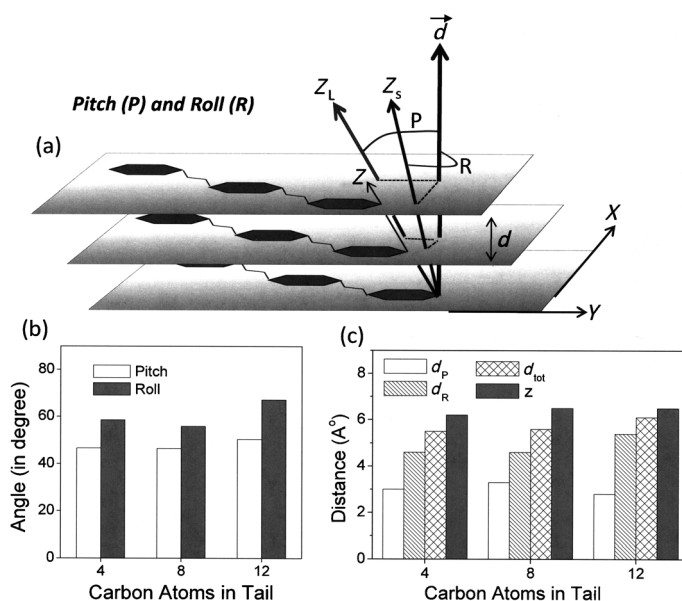 d
Z_L
Z_s
Pitch (P) and Roll (R)
P
(a)
R
Z
X
d
Y
(b)
(c)
80
60
40
20
0
Pitch
Roll
Angle (in degree)
4 8 12
Carbon Atoms in Tail
8
6
4
2
0
d_P
d_R
d_tot
z
Distance (A°)
4 8 12
Carbon Atoms in Tail